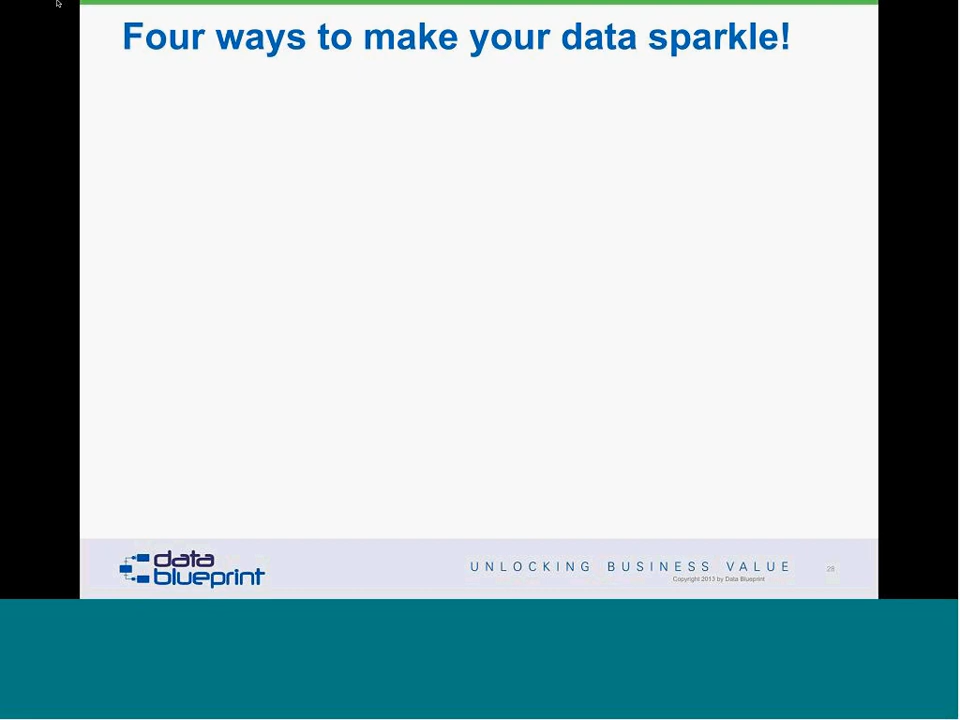 Four ways to make your data sparkle!
data
blueprint
UNLOCKING BUSINESS VALUE
Copyright 2013 by Data Blueprint
28